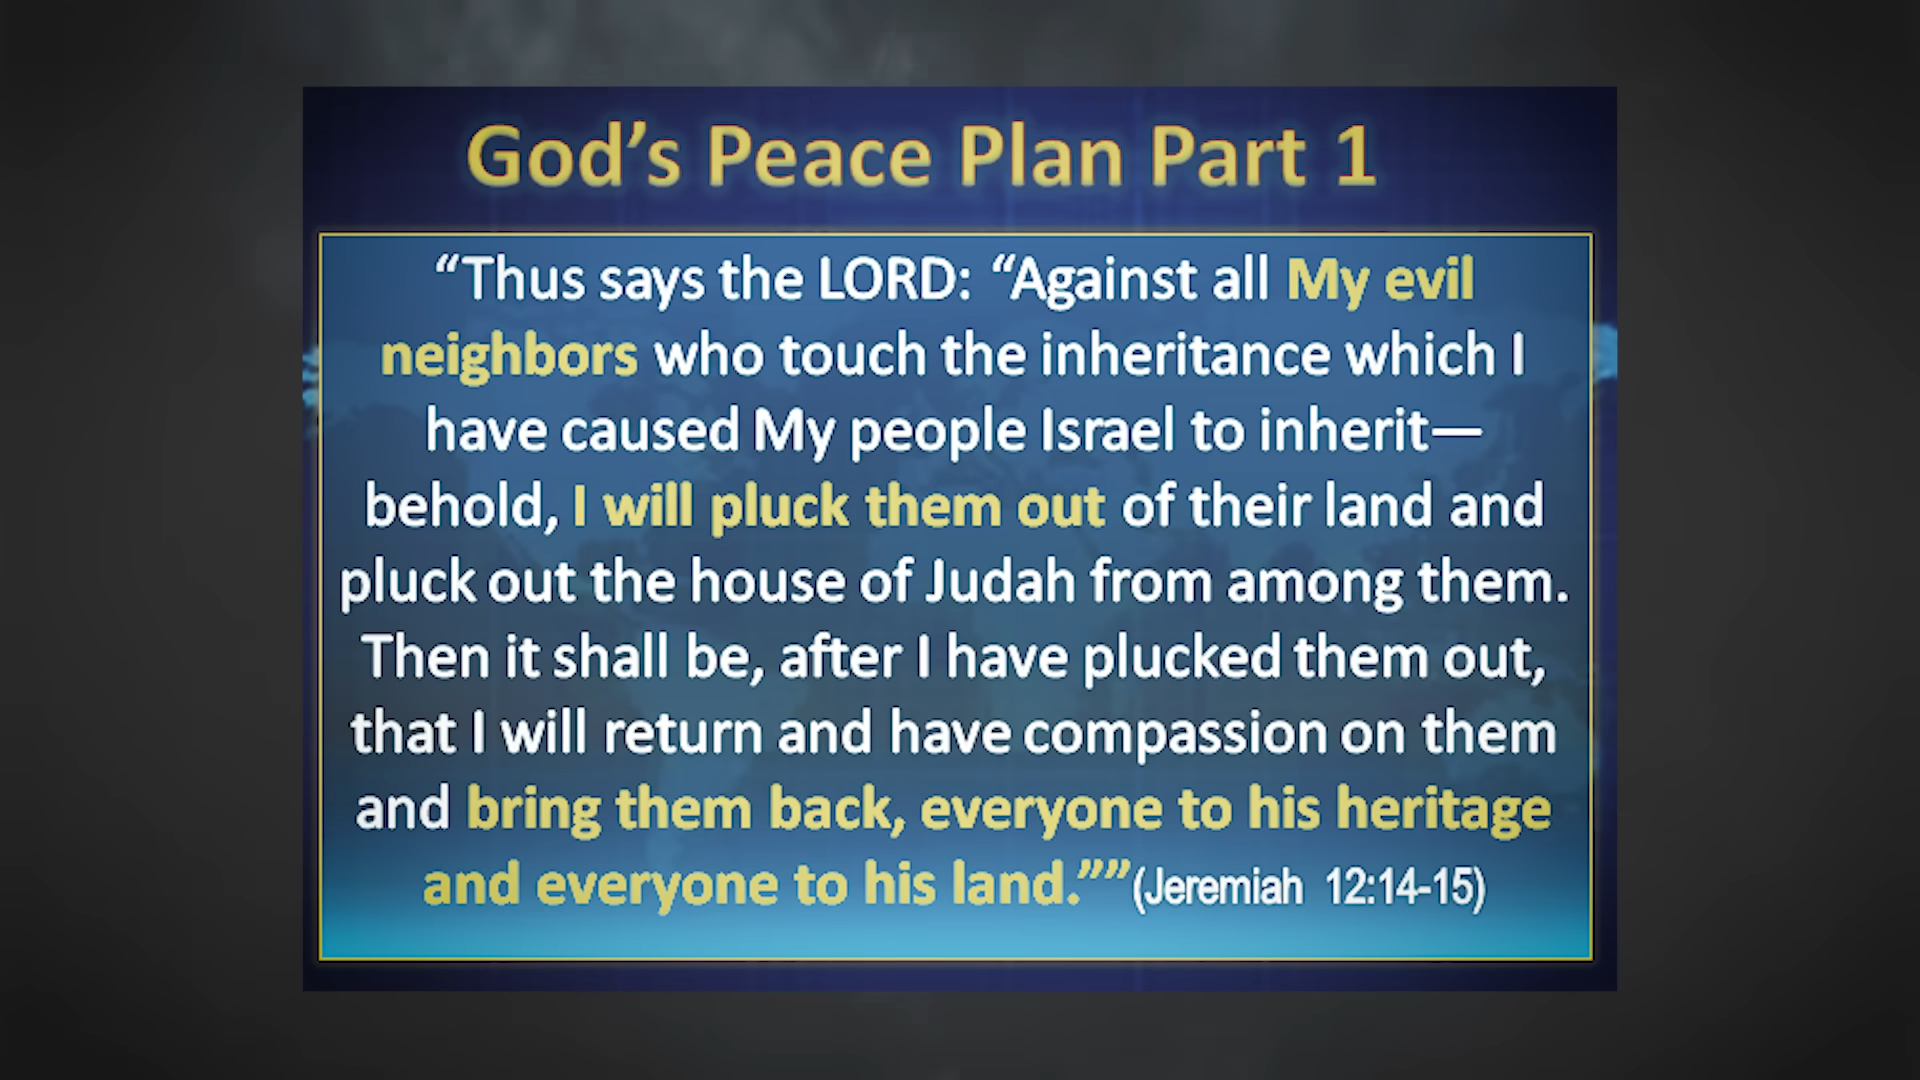 God’s Peace Plan Part 1
“Thus says the LORD: “Against all My evil
neighbors who touch the inheritance which I
have caused My people Israel to inherit—
behold, I will pluck them out of their land and
pluck out the house of Judah from among them.
Then it shall be, after I have plucked them out,
that I will return and have compassion on them
and bring them back, everyone to his heritage
and everyone to his land.””(Jeremiah 12:14-15)